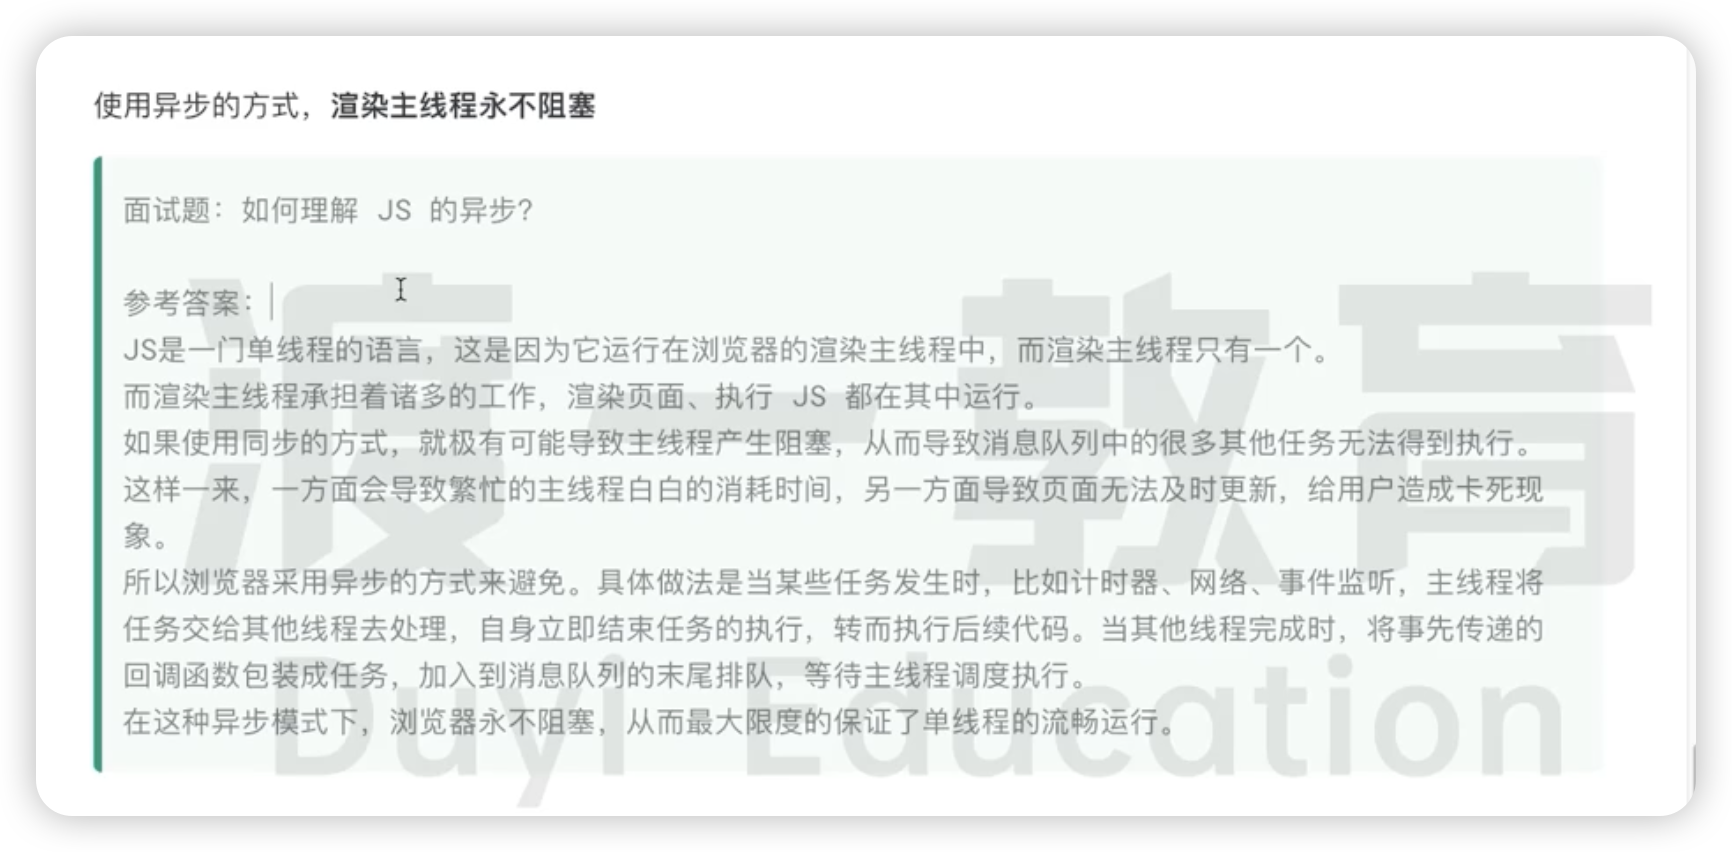 使用异步的方式，渲染主线程永不阻塞
面试题：如何理解 JS 的异步？
参考答案：
JS是一门单线程的语言，这是因为它运行在浏览器的渲染主线程中，而渲染主线程只有一个。
而渲染主线程承担着诸多的工作，渲染页面、执行 JS 都在其中运行。
如果使用同步的方式，就极有可能导致主线程产生阻塞，从而导致消息队列中的很多其他任务无法得到执行。
这样一来，一方面会导致繁忙的主线程白白的消耗时间，另一方面导致页面无法及时更新，给用户造成卡死现
象。
所以浏览器采用异步的方式来避免。具体做法是当某些任务发生时，比如计时器、网络、事件监听，主线程将
任务交给其他线程去处理，自身立即结束任务的执行，转而执行后续代码。当其他线程完成时，将事先传递的
回调函数包装成任务，加入到消息队列的末尾排队，等待主线程调度执行。
在这种异步模式下，浏览器永不阻塞，从而最大限度的保证了单线程的流畅运行。
渡一教育
Duyi Education